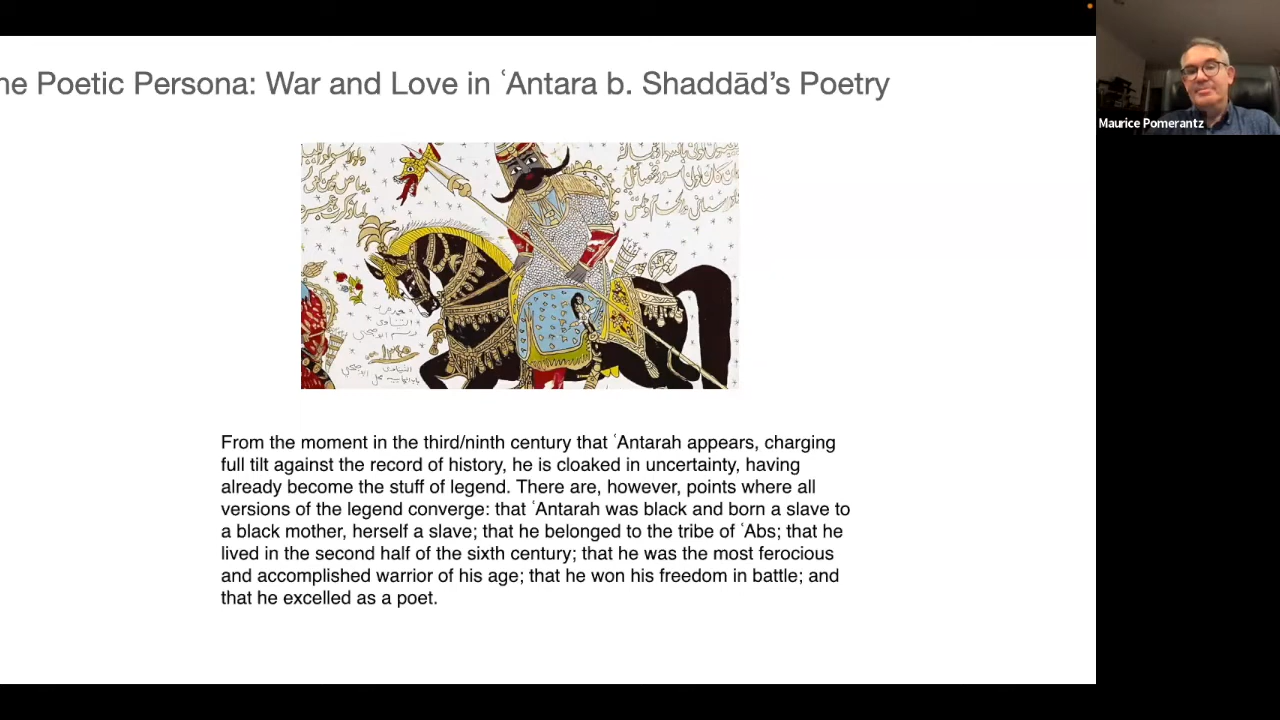 he Poetic Persona: War and Love in ʿAntara b. Shaddād’s Poetry
Maurice Pomerantz
١٣٤٥
From the moment in the third/ninth century that ʿAntarah appears, charging
full tilt against the record of history, he is cloaked in uncertainty, having
already become the stuff of legend. There are, however, points where all
versions of the legend converge: that ʿAntarah was black and born a slave to
a black mother, herself a slave; that he belonged to the tribe of ʿAbs; that he
lived in the second half of the sixth century; that he was the most ferocious
and accomplished warrior of his age; that he won his freedom in battle; and
that he excelled as a poet.